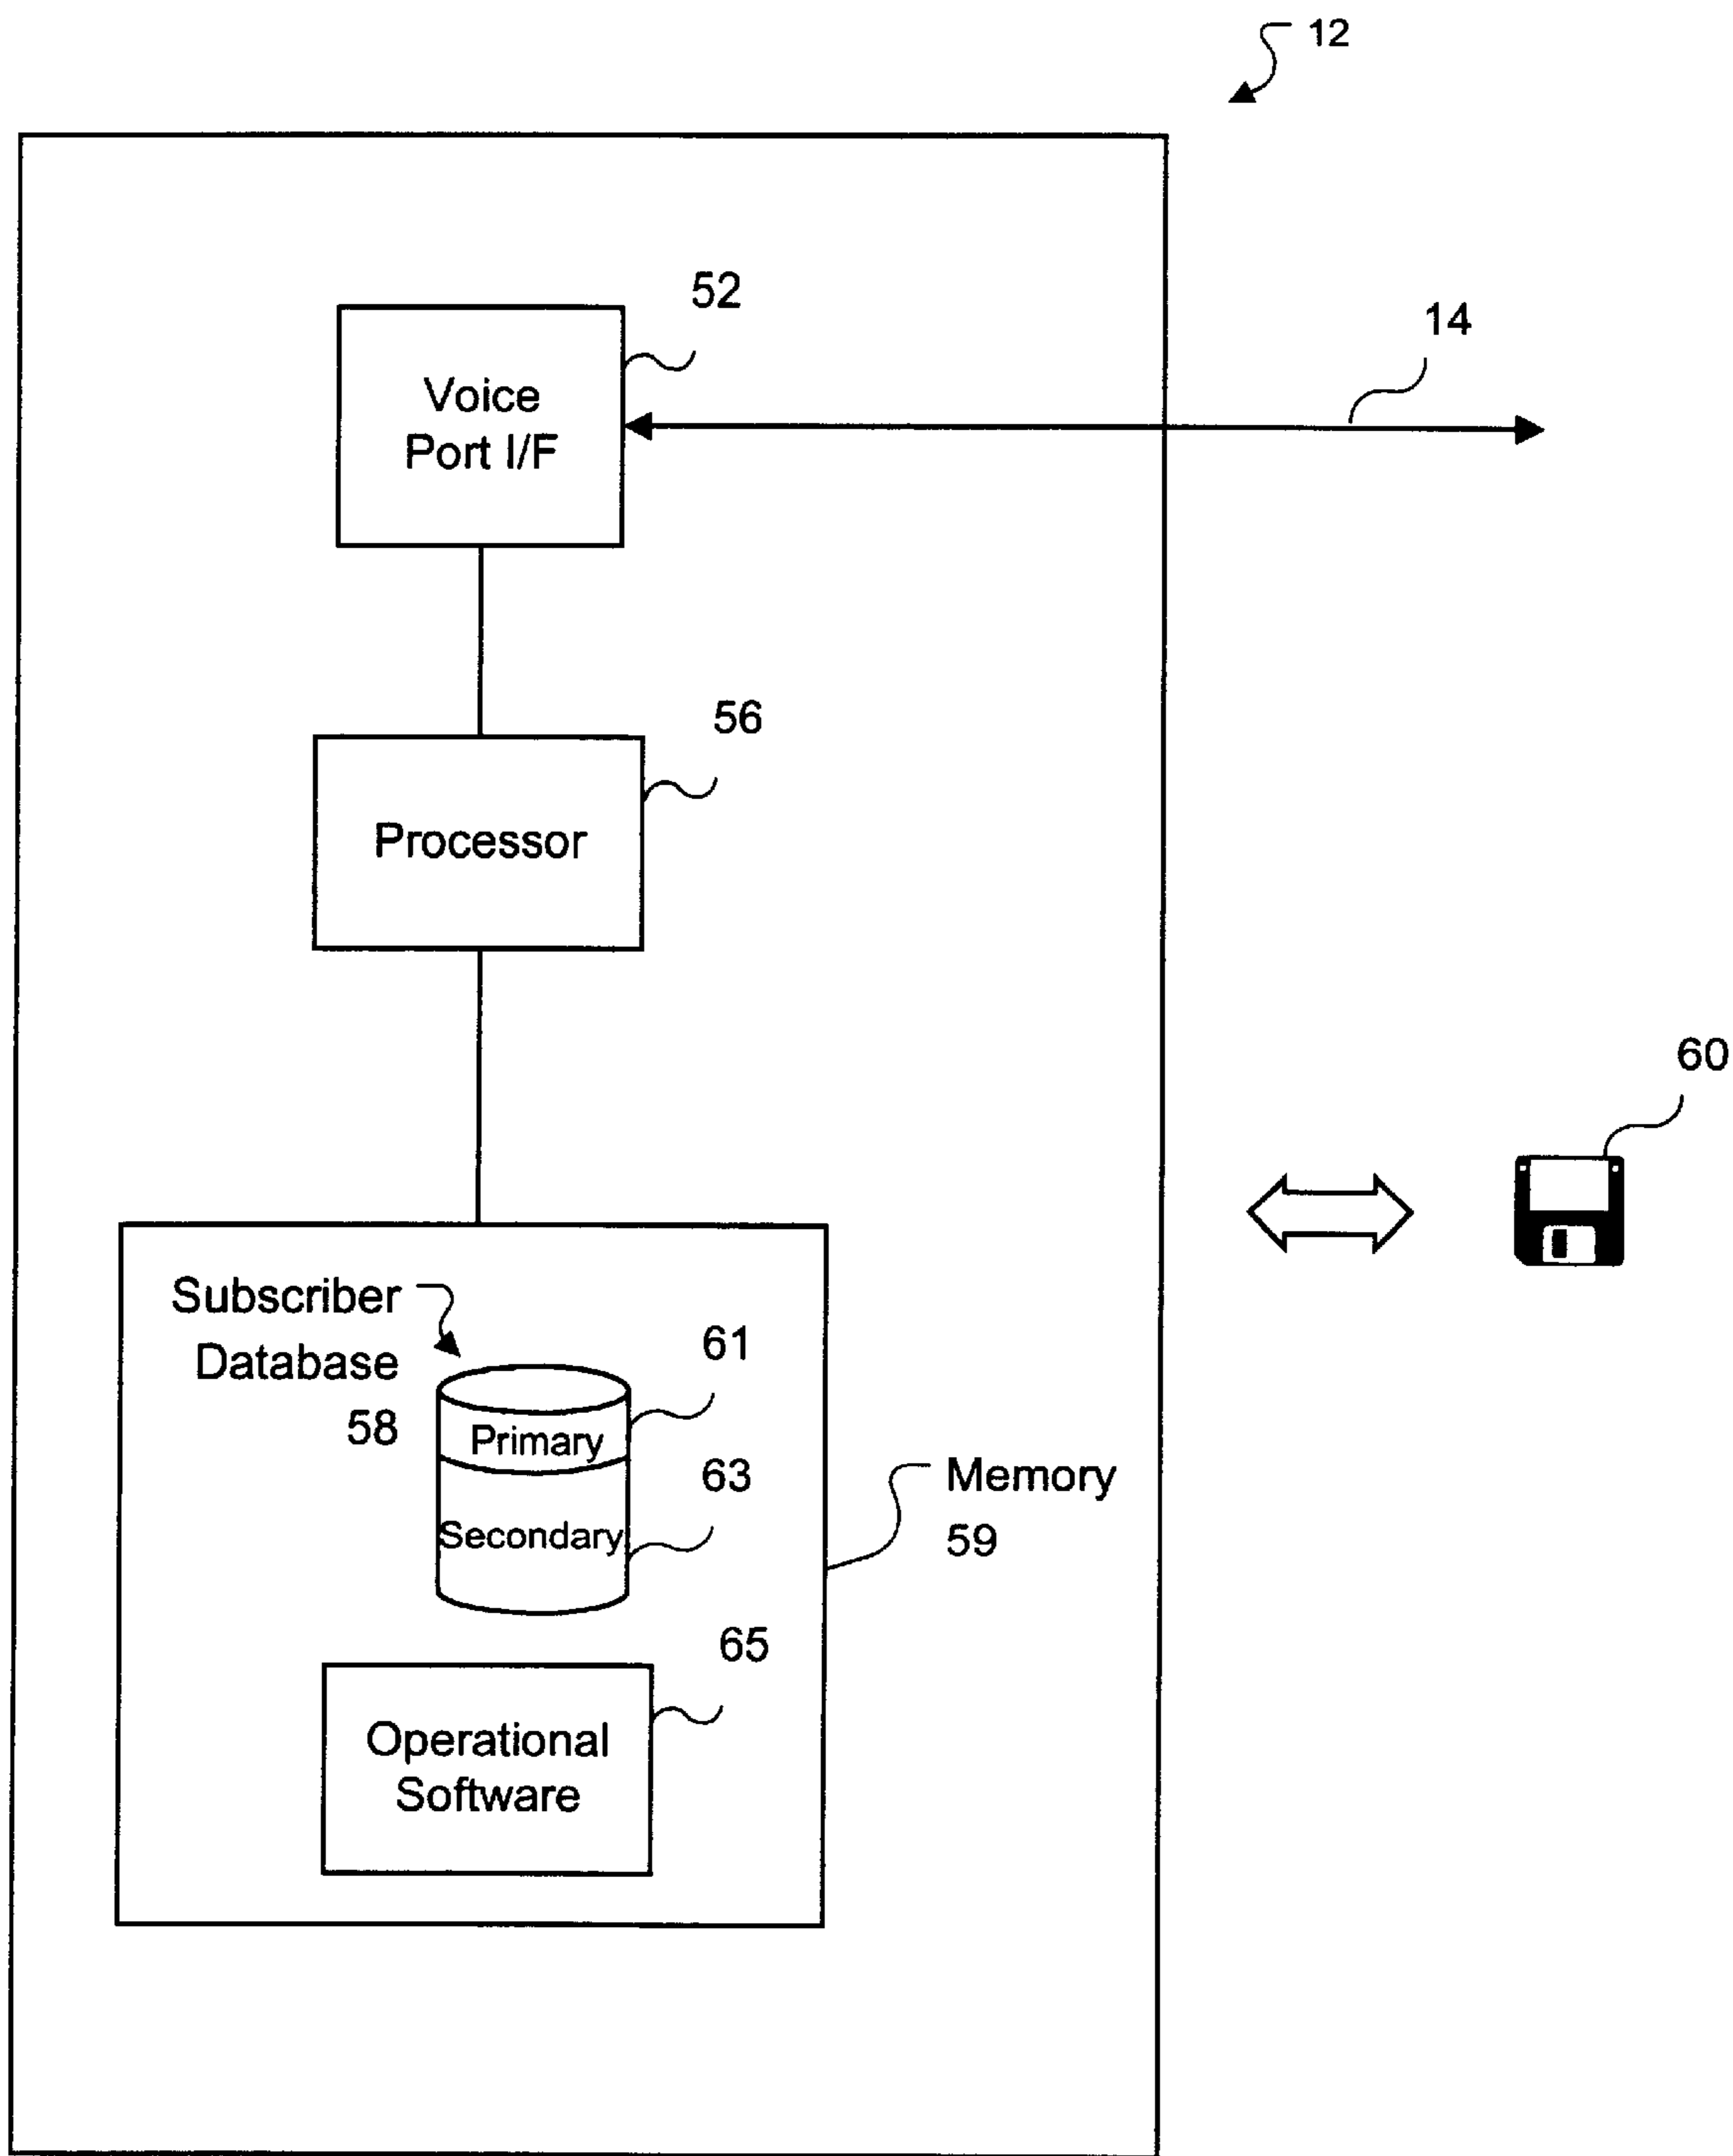 12
52
14
Voice
Port I/F
56
Processor
60
Subscriber
Database
58
61
Primary
63
Secondary
Memory
59
65
Operational
Software